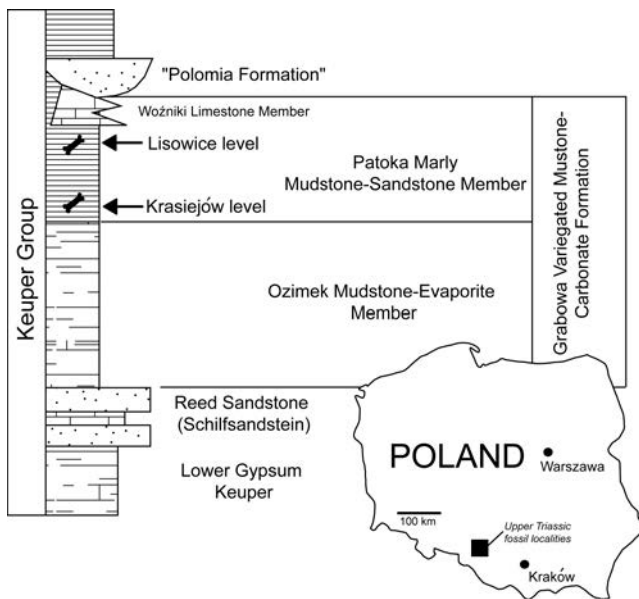 Keuper Group
"Polomia Formation"
Woźniki Limestone Member
Lisowice level
Patoka Marly
Mudstone-Sandstone Member
Krasiejów level
Ozimek Mudstone-Evaporite
Member
Grabowa Variegated Mustone-
Carbonate Formation
Reed Sandstone
(Schilfsandstein)
Lower Gypsum
Keuper
POLAND
Warszawa
100 km
Upper Triassic
fossil localities
Kraków